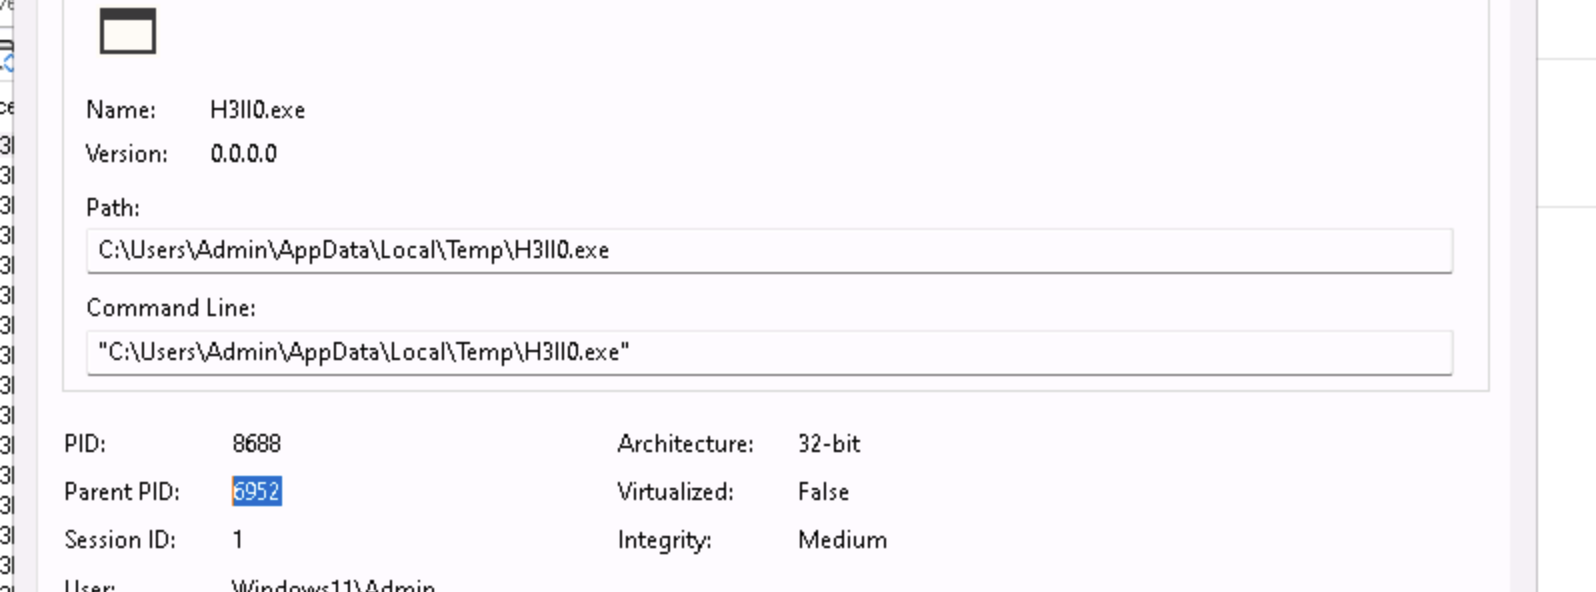 Name: H3ll0.exe
Version: 0.0.0.0
Path:
C:\Users\Admin\AppData\Local\Temp\H3ll0.exe
Command Line:
"C:\Users\Admin\AppData\Local\Temp\H3ll0.exe"
PID: 8688 Architecture: 32-bit
Parent PID: 6952 Virtualized: False
Session ID: 1 Integrity: Medium
User: Windows11\Admin